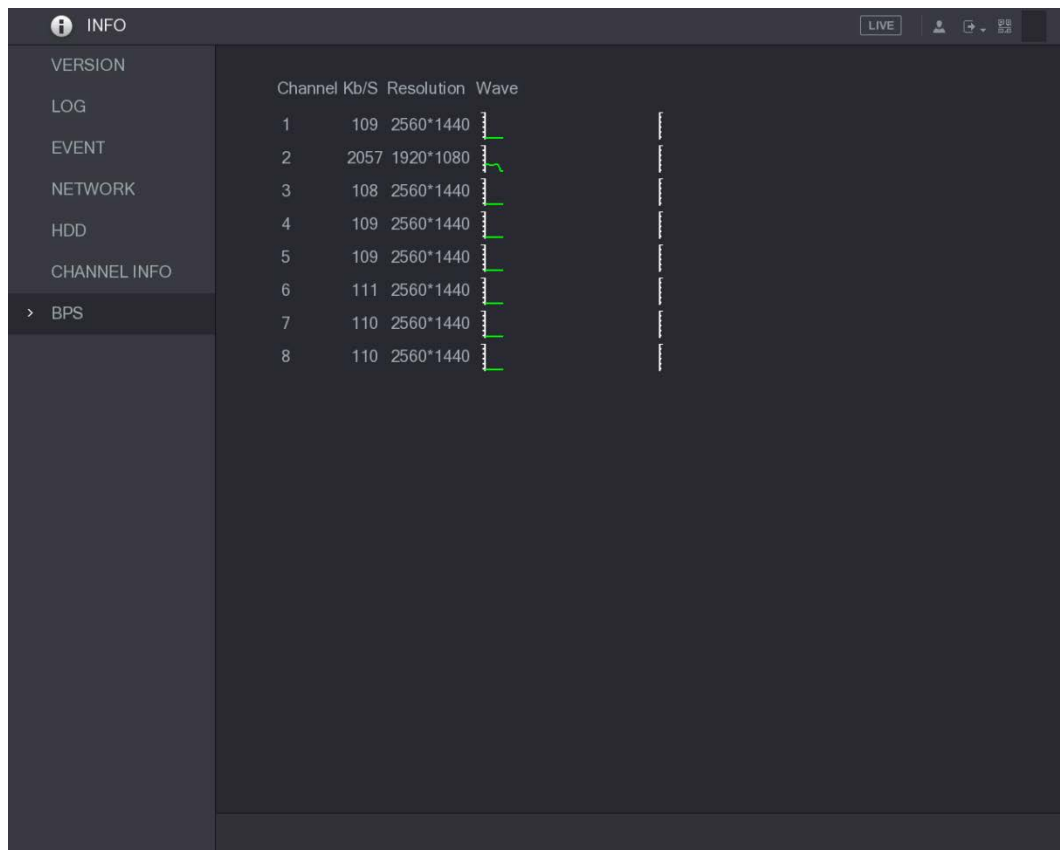 INFO
LIVE
VERSION
LOG
EVENT
NETWORK
HDD
CHANNEL INFO
> BPS
Channel Kb/S Resolution Wave
1 109 2560*1440
2 2057 1920*1080
3 108 2560*1440
4 109 2560*1440
5 109 2560*1440
6 111 2560*1440
7 110 2560*1440
8 110 2560*1440